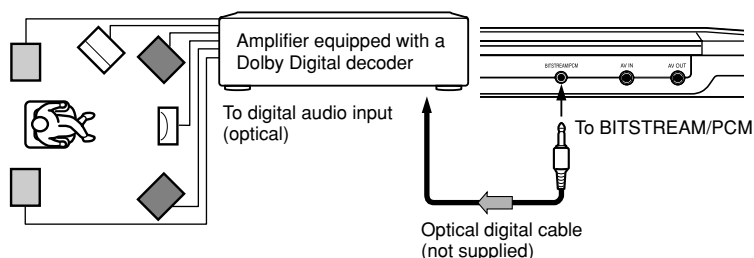 Amplifier equipped with a
Dolby Digital decoder
BITSTREAM/PCM
AV IN
AV OUT
To digital audio input
(optical)
To BITSTREAM/PCM
Optical digital cable
(not supplied)